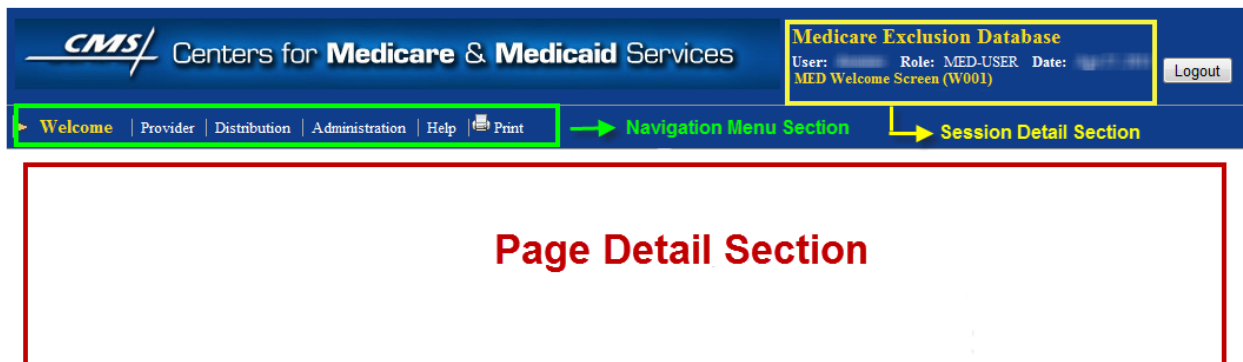 CMS/ Centers for Medicare & Medicaid Services
Medicare Exclusion Database
User: Role: MED-USER Date:
MED Welcome Screen (W001)
Logout
Welcome | Provider | Distribution | Administration | Help | Print
Navigation Menu Section
Session Detail Section
Page Detail Section